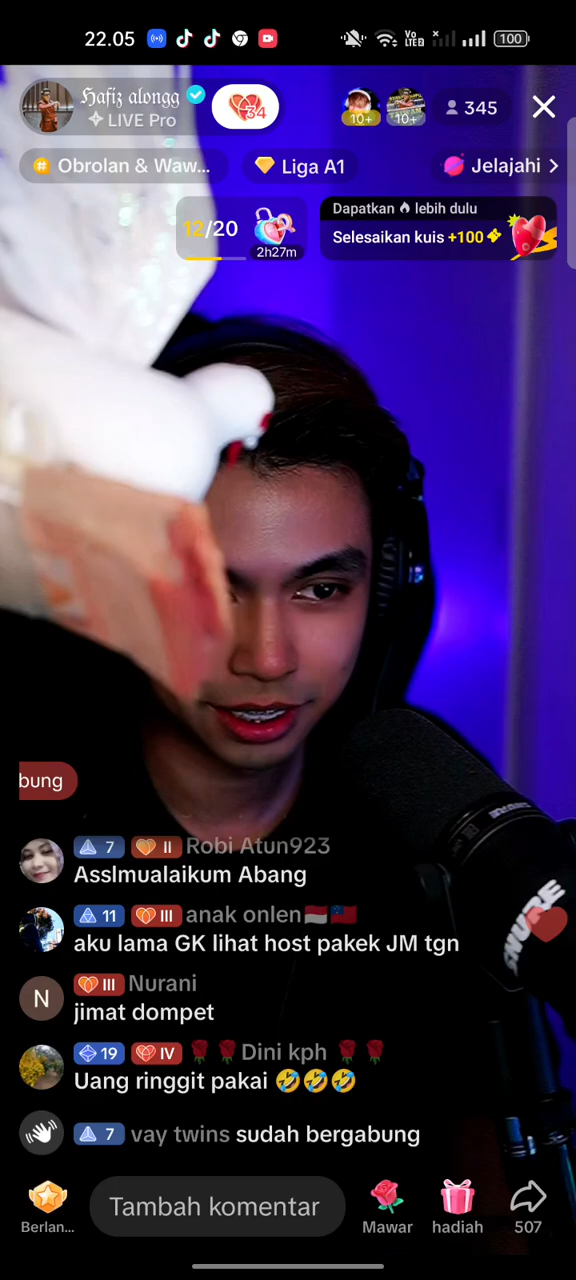 22.05
Vo LTE2
100
Hafiz alongg
LIVE Pro
34
10+
10+
345
Obrolan & Waw...
Liga A1
Jelajahi
12/20
2h27m
Dapatkan 🔥 lebih dulu
Selesaikan kuis +100
bung
7 II Robi Atun923
Asslmualaikum Abang
11 III anak onlen🇮🇩🇼🇸
aku lama GK lihat host pakek JM tgn
N
III Nurani
jimat dompet
19 IV 🌹🌹Dini kph 🌹🌹
Uang ringgit pakai 🤣🤣🤣
7 vay twins sudah bergabung
Berlan...
Tambah komentar
Mawar
hadiah
507